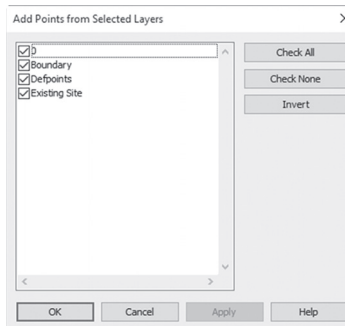 Add Points from Selected Layers
0
Boundary
Defpoints
Existing Site
Check All
Check None
Invert
OK
Cancel
Apply
Help